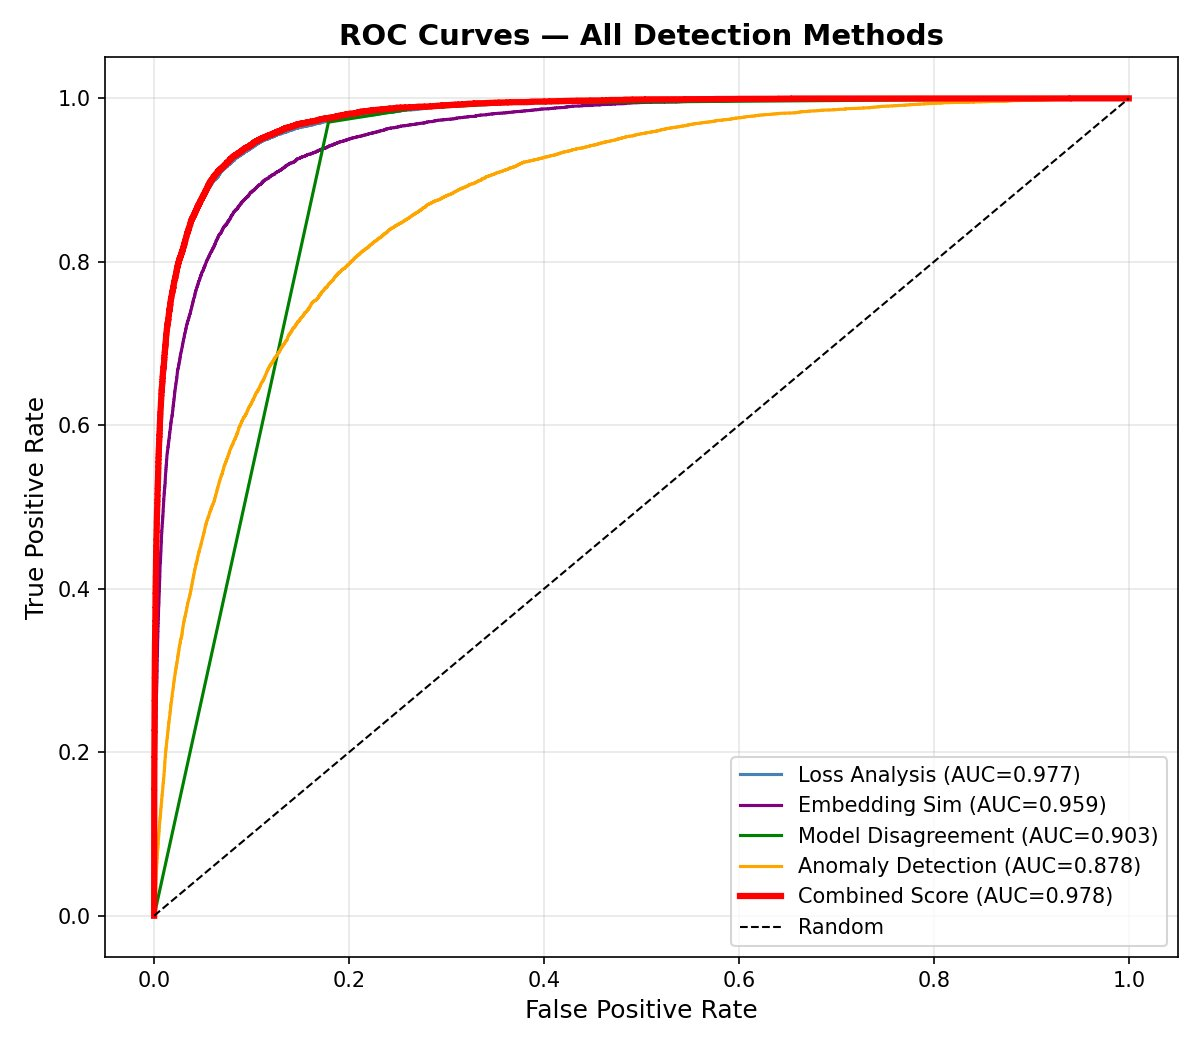 ROC Curves — All Detection Methods
True Positive Rate
1.0
0.8
0.6
0.4
0.2
0.0
Loss Analysis (AUC=0.977)
Embedding Sim (AUC=0.959)
Model Disagreement (AUC=0.903)
Anomaly Detection (AUC=0.878)
Combined Score (AUC=0.978)
Random
0.0 0.2 0.4 0.6 0.8 1.0
False Positive Rate